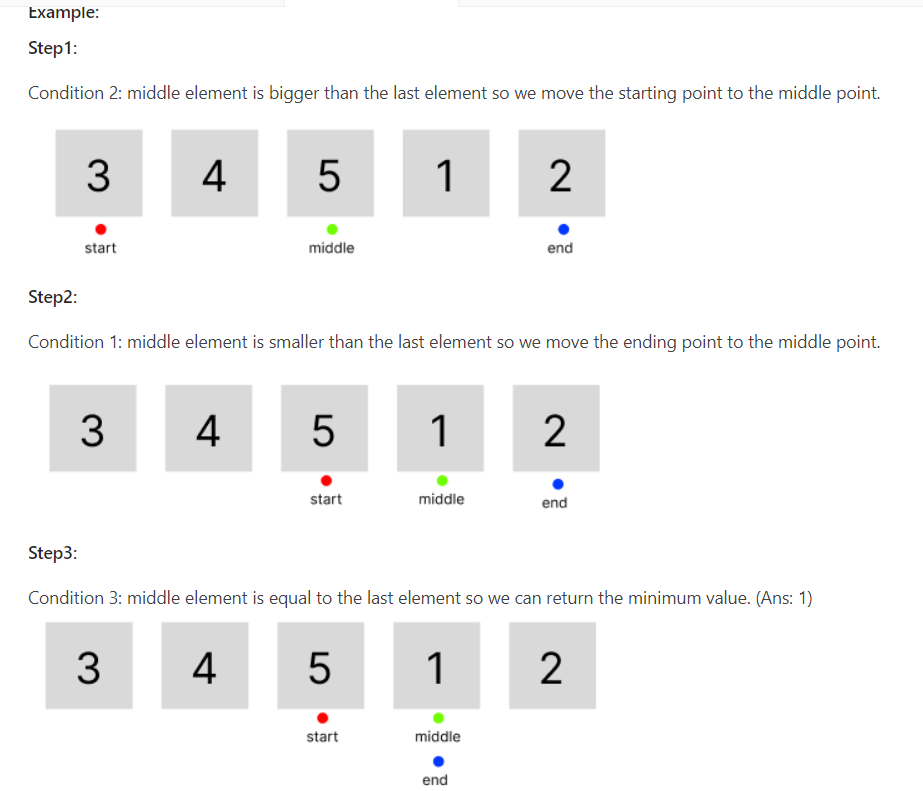 Example:
Step1:
Condition 2: middle element is bigger than the last element so we move the starting point to the middle point.
3 4 5 1 2
start middle end
Step2:
Condition 1: middle element is smaller than the last element so we move the ending point to the middle point.
3 4 5 1 2
start middle end
Step3:
Condition 3: middle element is equal to the last element so we can return the minimum value. (Ans: 1)
3 4 5 1 2
start middle
end